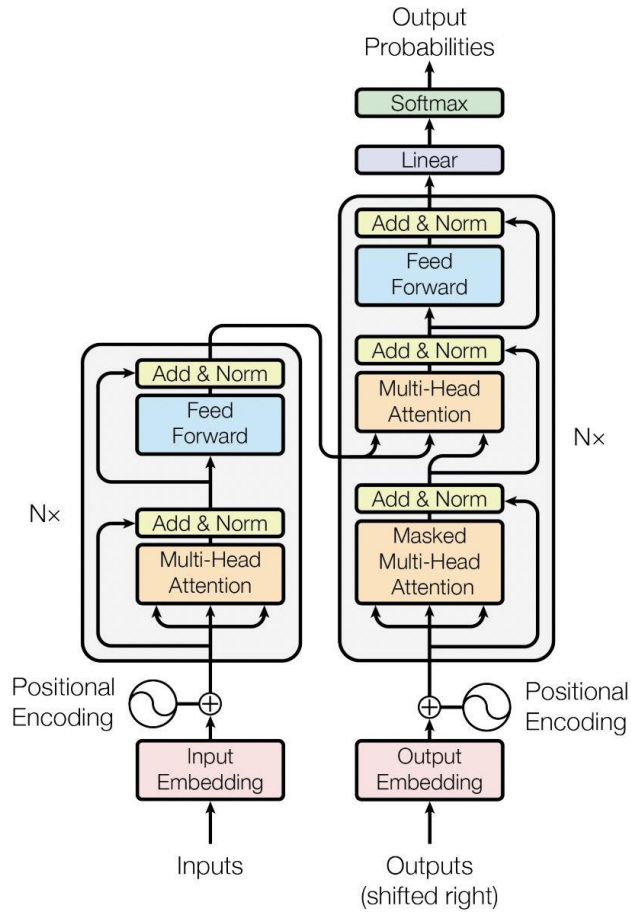 Output
Probabilities
Softmax
Linear
Add & Norm
Feed
Forward
Add & Norm
Multi-Head
Attention
Add & Norm
Masked
Multi-Head
Attention
N×
Add & Norm
Feed
Forward
Add & Norm
Multi-Head
Attention
N×
Positional
Encoding
Positional
Encoding
Input
Embedding
Output
Embedding
Inputs
Outputs
(shifted right)